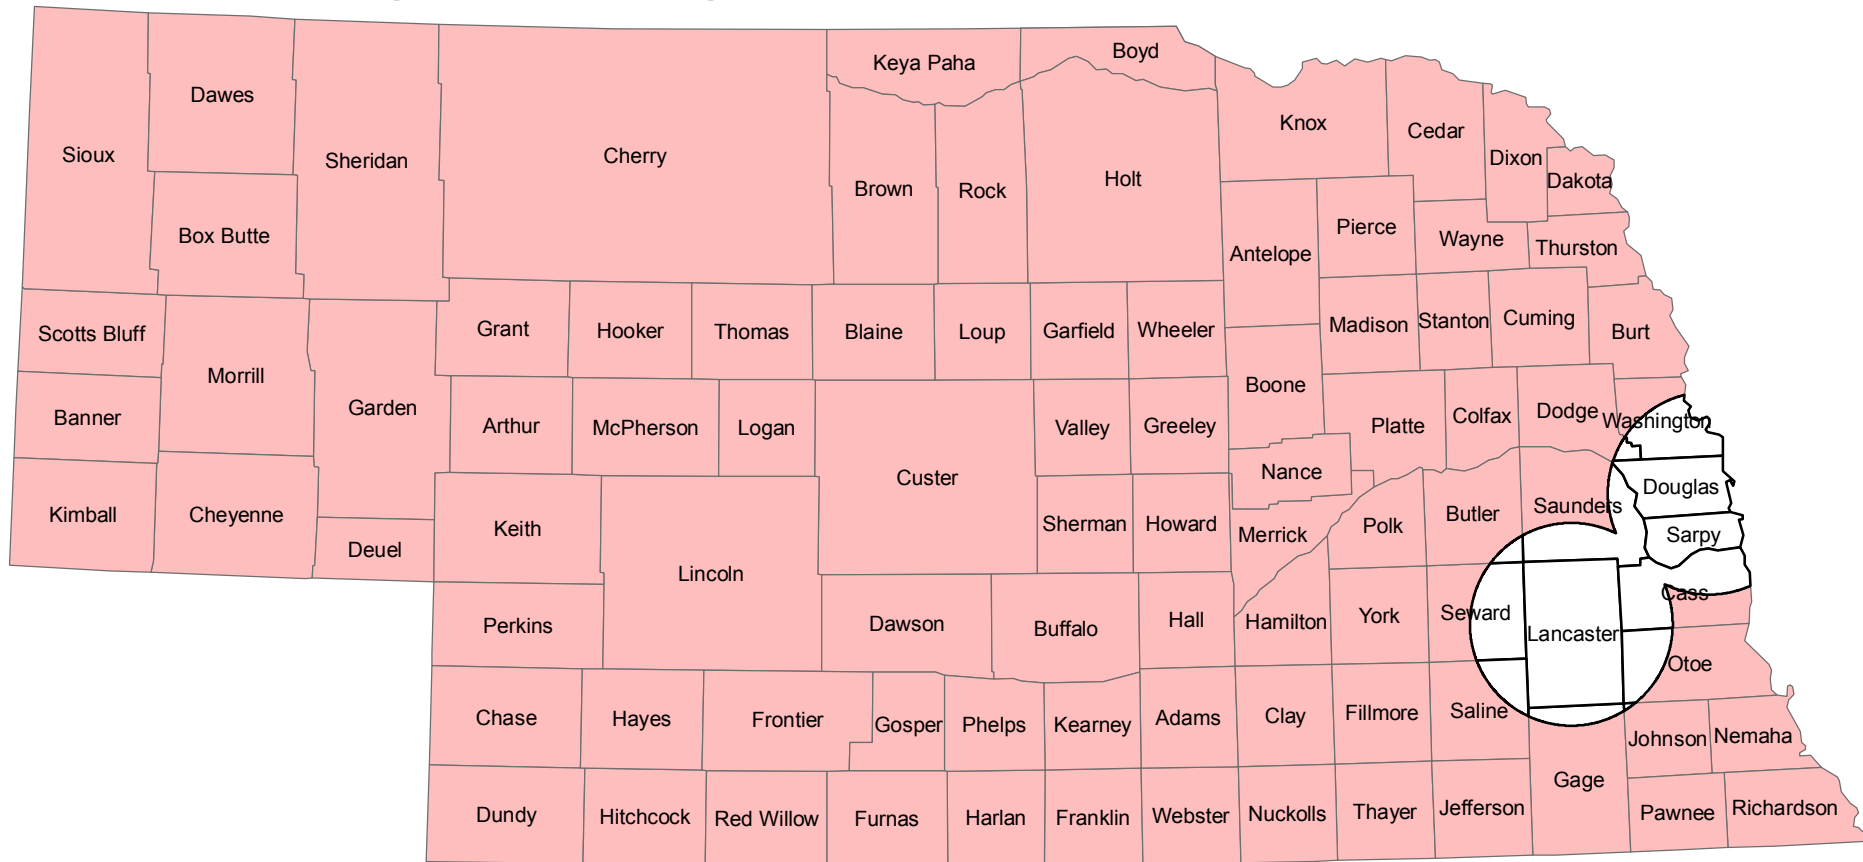 Keya Paha
Boyd
Dawes
Knox
Cedar
Sioux
Sheridan
Cherry
Dixon
Brown
Rock
Holt
Dakota
Box Butte
Pierce
Wayne
Thurston
Antelope
Scotts Bluff
Grant
Hooker
Thomas
Blaine
Loup
Garfield
Wheeler
Madison
Stanton
Cuming
Burt
Morrill
Boone
Banner
Garden
Arthur
McPherson
Logan
Valley
Greeley
Platte
Colfax
Dodge
Washington
Custer
Nance
Douglas
Kimball
Cheyenne
Keith
Sherman
Howard
Merrick
Polk
Butler
Saunders
Sarpy
Deuel
Lincoln
Cass
Perkins
Dawson
Buffalo
Hall
Hamilton
York
Seward
Lancaster
Otoe
Chase
Hayes
Frontier
Gosper
Phelps
Kearney
Adams
Clay
Fillmore
Saline
Johnson
Nemaha
Gage
Dundy
Hitchcock
Red Willow
Furnas
Harlan
Franklin
Webster
Nuckolls
Thayer
Jefferson
Pawnee
Richardson